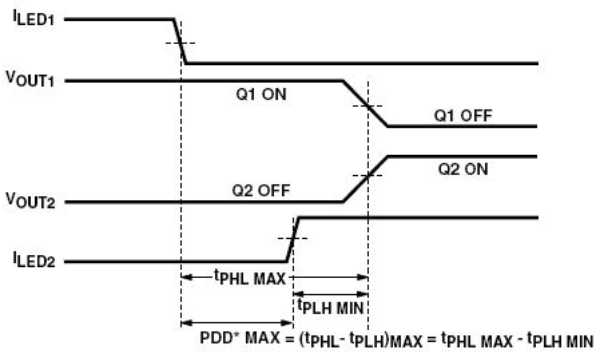 ILED1
VOUT1
Q1 ON
Q1 OFF
Q2 ON
Q2 OFF
VOUT2
ILED2
tPHL MAX
tPLH MIN
PDD* MAX = (tPHL- tPLH)MAX = tPHL MAX - tPLH MIN